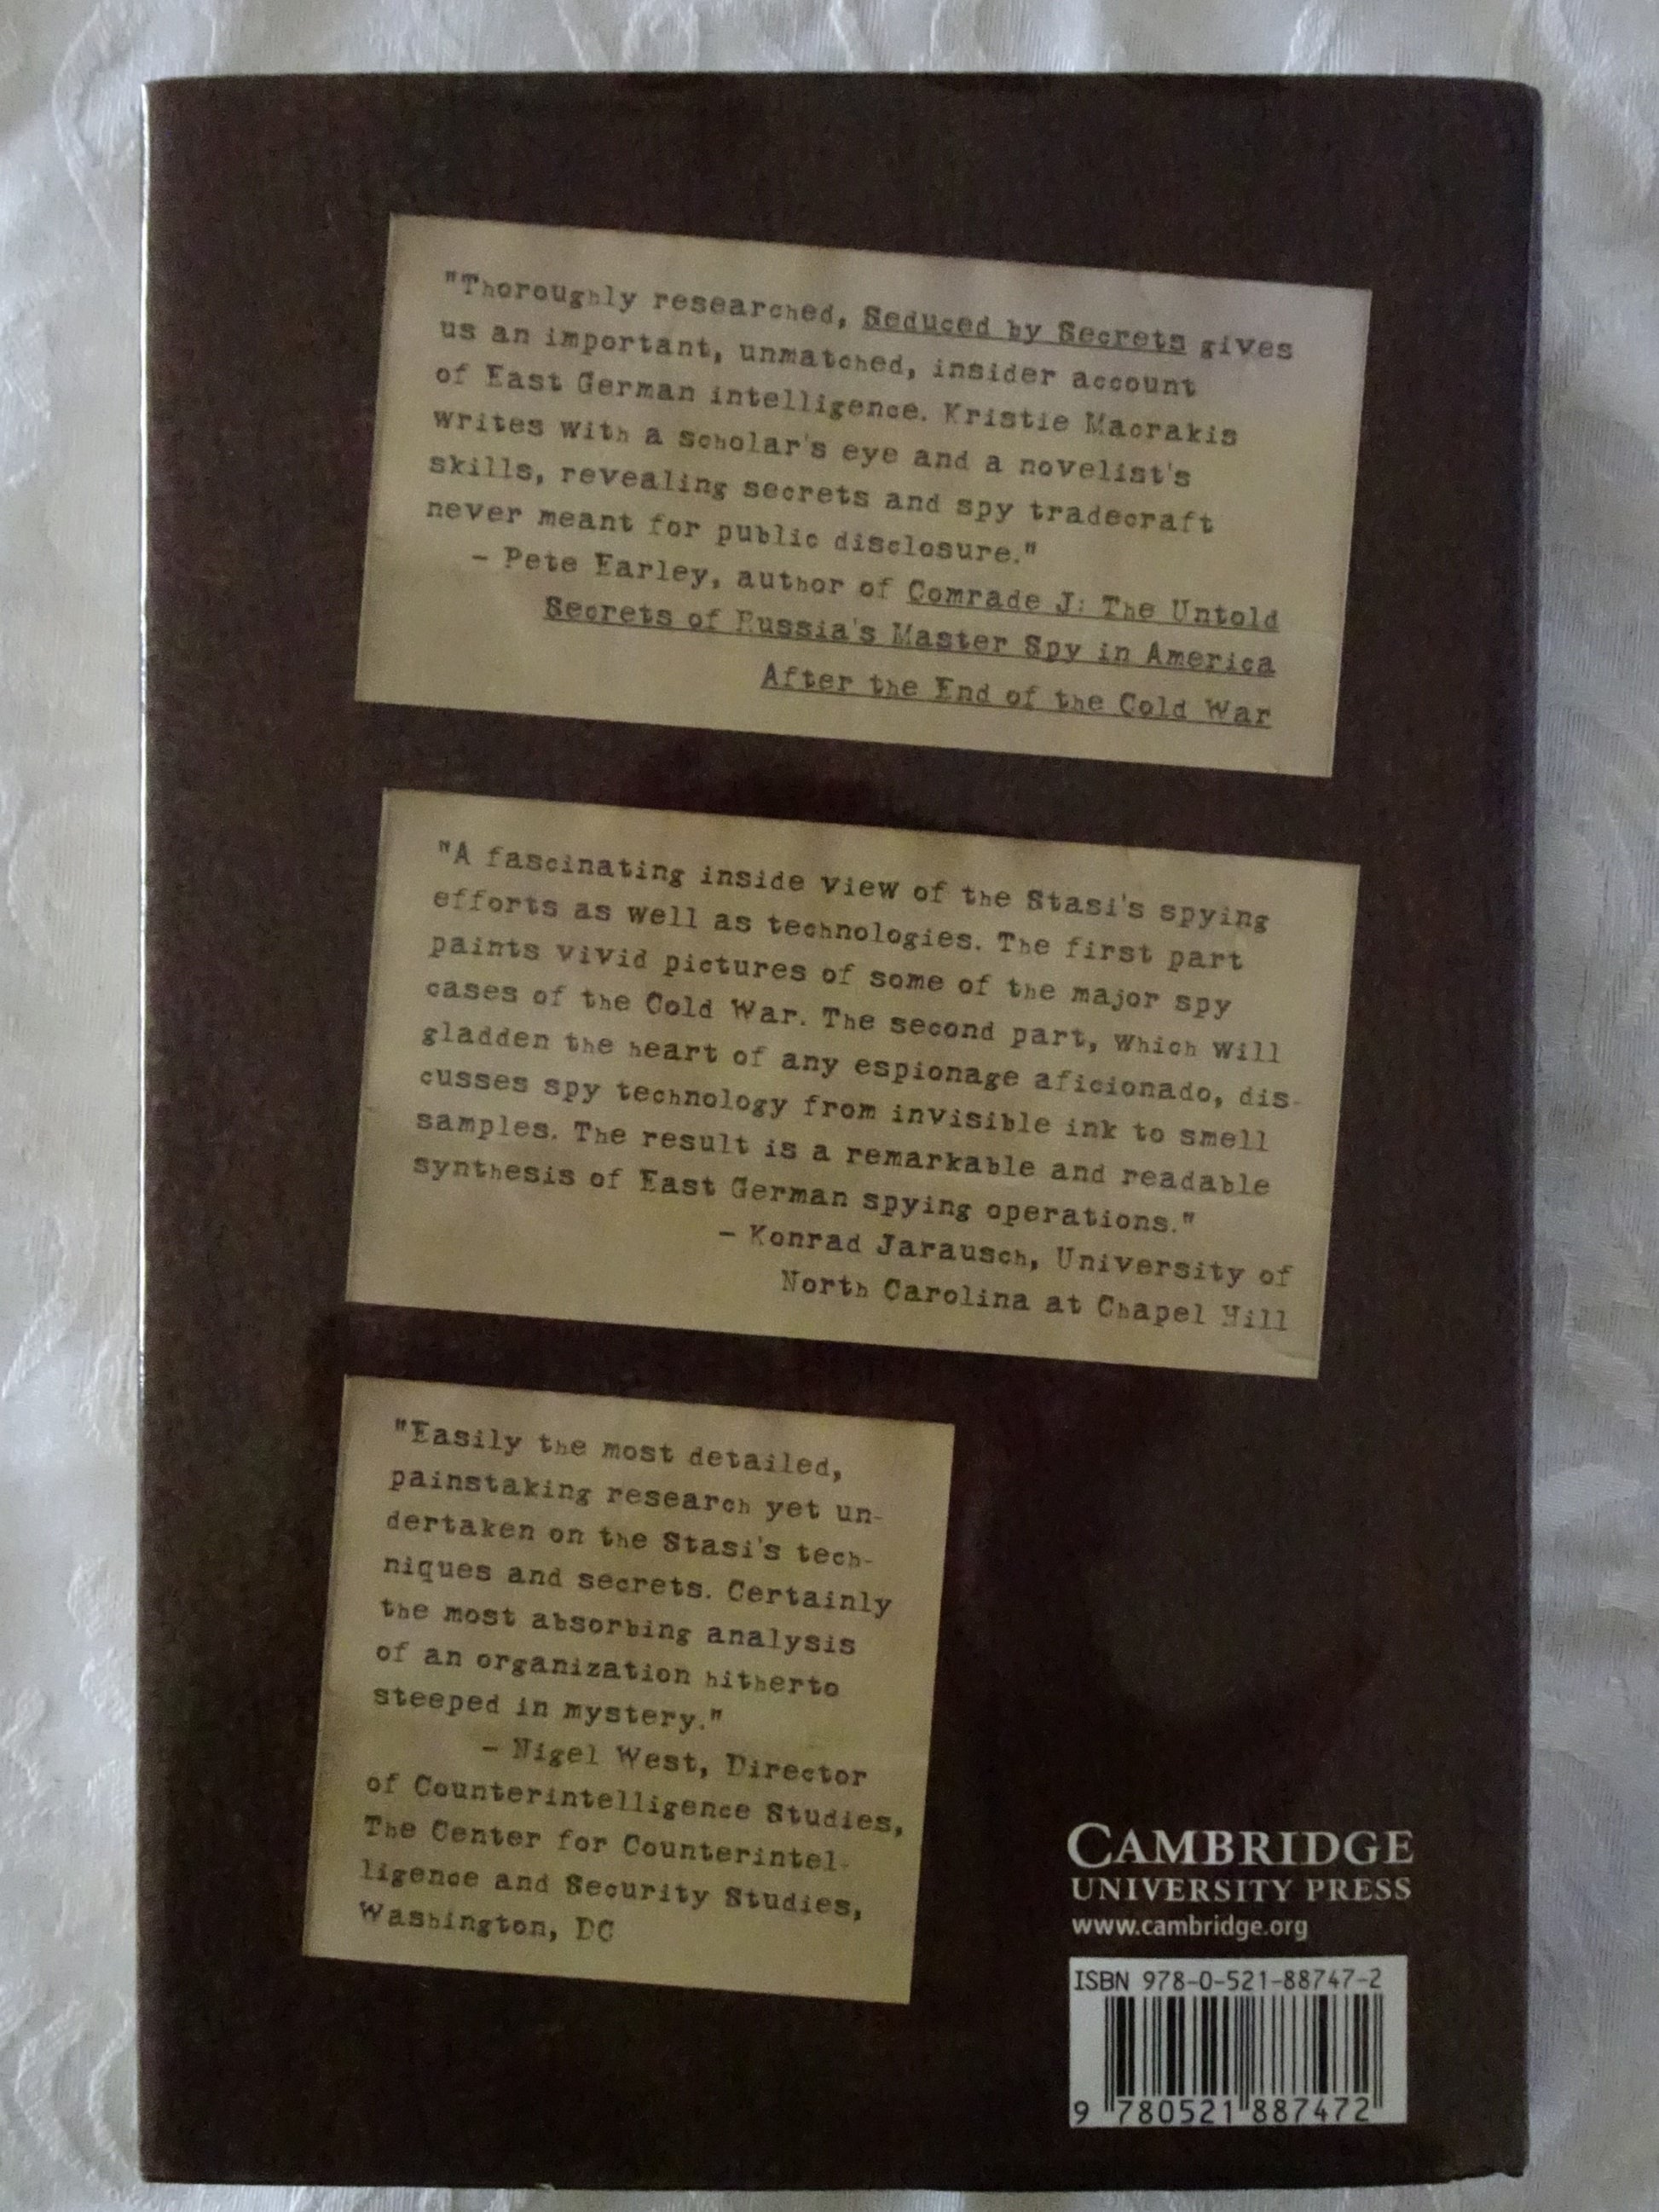 "Thoroughly researched, Seduced by Secrets gives
us an important, unmatched, insider account
of East German intelligence. Kristie Macrakis
writes with a scholar's eye and a novelist's
skills, revealing secrets and spy tradecraft
never meant for public disclosure."
– Pete Earley, author of Comrade J: The Untold
Secrets of Russia's Master Spy in America
After the End of the Cold War
"A fascinating inside view of the Stasi's spying
efforts as well as technologies. The first part
paints vivid pictures of some of the major spy
cases of the Cold War. The second part, which will
gladden the heart of any espionage aficionado, dis-
cusses spy technology from invisible ink to smell
samples. The result is a remarkable and readable
synthesis of East German spying operations."
– Konrad Jarausch, University of
North Carolina at Chapel Hill
"Easily the most detailed,
painstaking research yet un-
dertaken on the Stasi's tech-
niques and secrets. Certainly
the most absorbing analysis
of an organization hitherto
steeped in mystery."
– Nigel West, Director
of Counterintelligence Studies,
The Center for Counterintel-
ligence and Security Studies,
Washington, DC
CAMBRIDGE
UNIVERSITY PRESS
www.cambridge.org
ISBN 978-0-521-88747-2
9 780521 887472